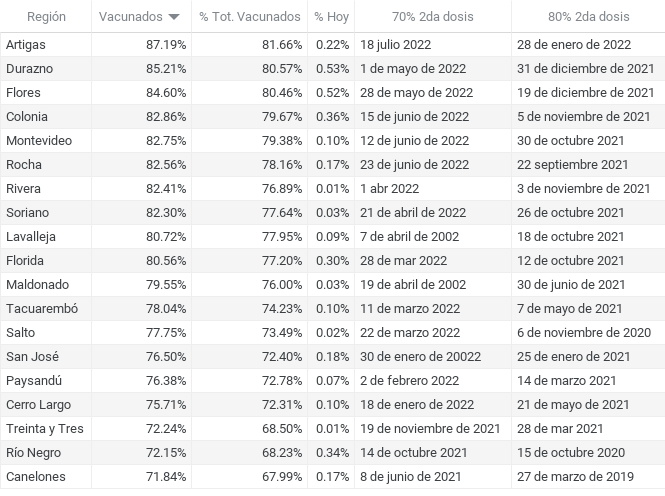 Región Vacunados % Tot. Vacunados % Hoy 70% 2da dosis 80% 2da dosis
Artigas 87.19% 81.66% 0.22% 18 julio 2022 28 de enero de 2022
Durazno 85.21% 80.57% 0.53% 1 de mayo de 2022 31 de diciembre de 2021
Flores 84.60% 80.46% 0.52% 28 de mayo de 2022 19 de diciembre de 2021
Colonia 82.86% 79.67% 0.36% 15 de junio de 2022 5 de noviembre de 2021
Montevideo 82.75% 79.38% 0.10% 12 de junio de 2022 30 de octubre 2021
Rocha 82.56% 78.16% 0.17% 23 de junio de 2022 22 septiembre 2021
Rivera 82.41% 76.89% 0.01% 1 abr 2022 3 de noviembre de 2021
Soriano 82.30% 77.64% 0.03% 21 de abril de 2022 26 de octubre 2021
Lavalleja 80.72% 77.95% 0.09% 7 de abril de 2002 18 de octubre 2021
Florida 80.56% 77.20% 0.30% 28 de mar 2022 12 de octubre 2021
Maldonado 79.55% 76.00% 0.03% 19 de abril de 2002 30 de junio de 2021
Tacuarembó 78.04% 74.23% 0.10% 11 de marzo 2022 7 de mayo de 2021
Salto 77.75% 73.49% 0.02% 22 de marzo 2022 6 de noviembre de 2020
San José 76.50% 72.40% 0.18% 30 de enero de 20022 25 de enero de 2021
Paysandú 76.38% 72.78% 0.07% 2 de febrero 2022 14 de marzo 2021
Cerro Largo 75.71% 72.31% 0.10% 18 de enero de 2022 21 de mayo de 2021
Treinta y Tres 72.24% 68.50% 0.01% 19 de noviembre de 2021 28 de mar 2021
Río Negro 72.15% 68.23% 0.34% 14 de octubre 2021 15 de octubre 2020
Canelones 71.84% 67.99% 0.17% 8 de junio de 2021 27 de marzo de 2019